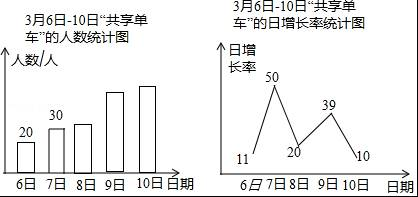 3月6日-10日“共享单
车”的人数统计图
人数/人
20
30
6日 7日 8日 9日 10日 日期
3月6日-10日“共享单
车”的日增长率统计图
日增
长率
50
39
11
20
10
6日 7日 8日 9日 10日 日期